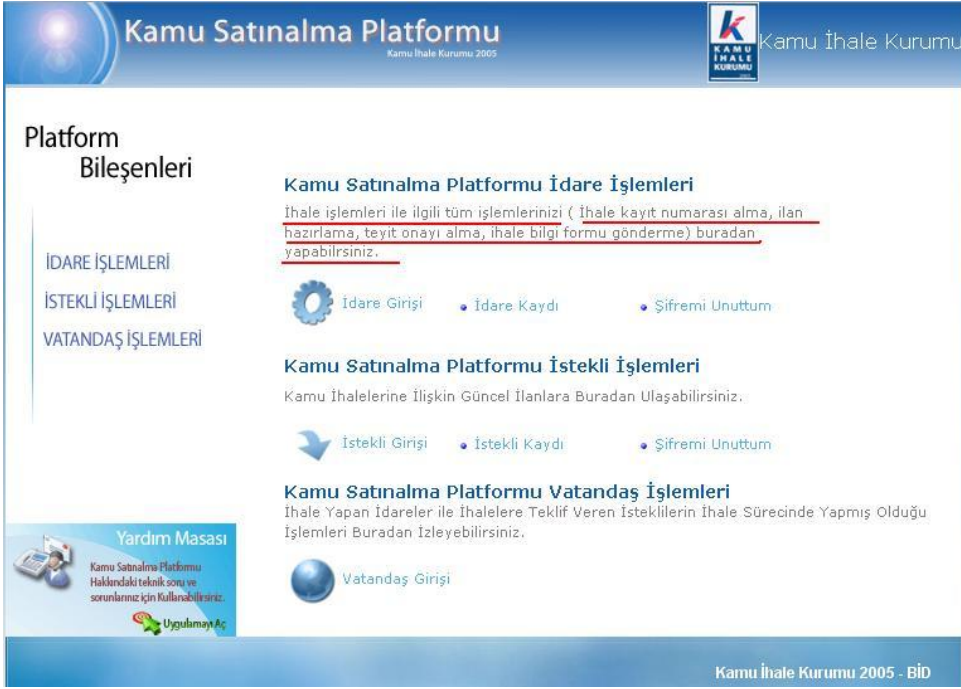 Kamu Satınalma Platformu
Kamu İhale Kurumu 2005
KAMU
İHALE
KURUMU
Kamu İhale Kurumu
Platform
Bileşenleri
İDARE İŞLEMLERİ
İSTEKLİ İŞLEMLERİ
VATANDAŞ İŞLEMLERİ
Kamu Satınalma Platformu İdare İşlemleri
İhale işlemleri ile ilgili tüm işlemlerinizi ( İhale kayıt numarası alma, ilan
hazırlama, teyit onayı alma, ihale bilgi formu gönderme) buradan
yapabilrsiniz.
İdare Girişi
İdare Kaydı
Şifremi Unuttum
Kamu Satınalma Platformu İstekli İşlemleri
Kamu İhalelerine İlişkin Güncel İlanlara Buradan Ulaşabilirsiniz.
İstekli Girişi
İstekli Kaydı
Şifremi Unuttum
Kamu Satınalma Platformu Vatandaş İşlemleri
İhale Yapan İdareler ile İhalelere Teklif Veren İsteklilerin İhale Sürecinde Yapmış Olduğu
İşlemleri Buradan İzleyebilirsiniz.
Vatandaş Girişi
Yardım Masası
Kamu Satınalma Platformu
Hakkındaki teknik soru ve
sorunlarınız için Kullanabilirsiniz.
Uygulamayı Aç
Kamu İhale Kurumu 2005 - BİD